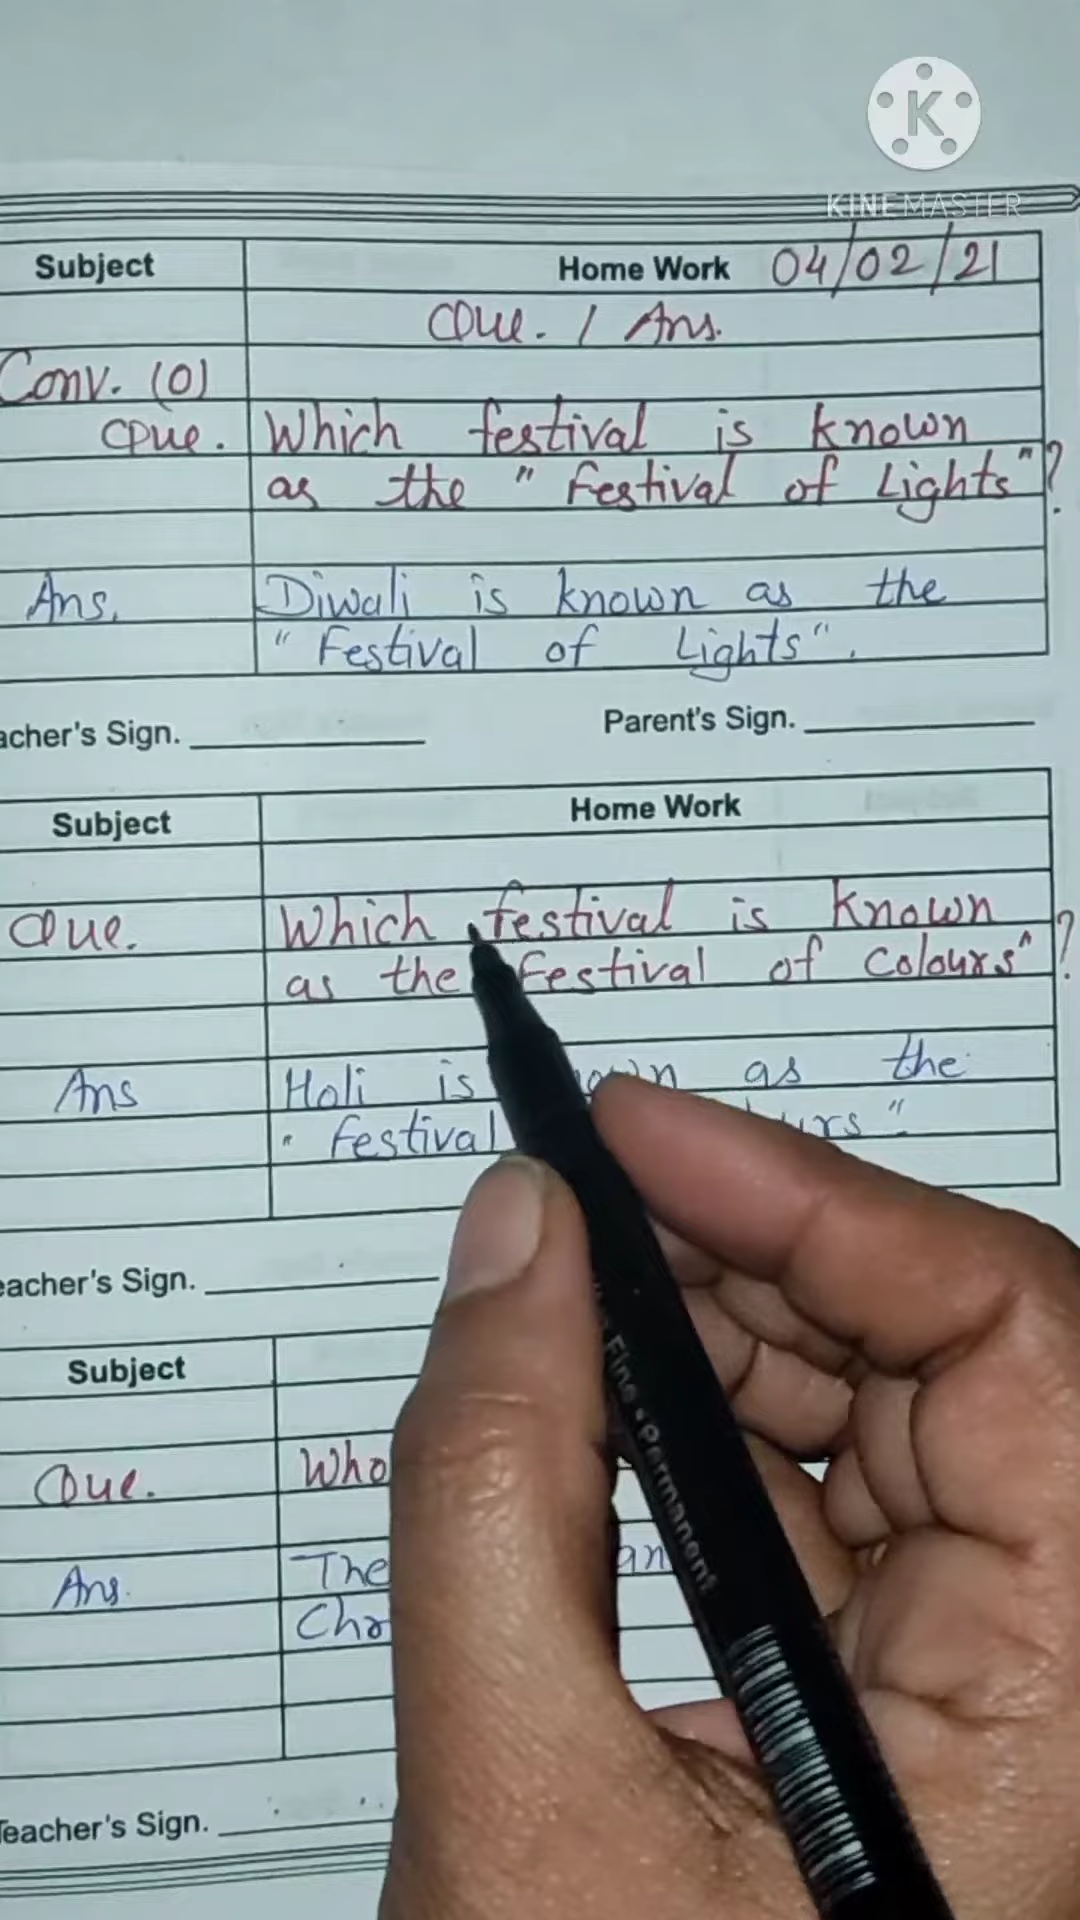 K
KINEMASTER
Subject Home Work 04/02/21
Que. / Ans.
Conv. (O)
Que. Which festival is known
as the "Festival of Lights"?
Ans. Diwali is known as the
"Festival of Lights".
acher's Sign. Parent's Sign.
Subject Home Work
Que. Which festival is known
as the Festival of Colours"?
Ans Holi is as the
"Festival
eacher's Sign.
Subject
Que. Who
Ans. The
Teacher's Sign.
Fine • Permanent